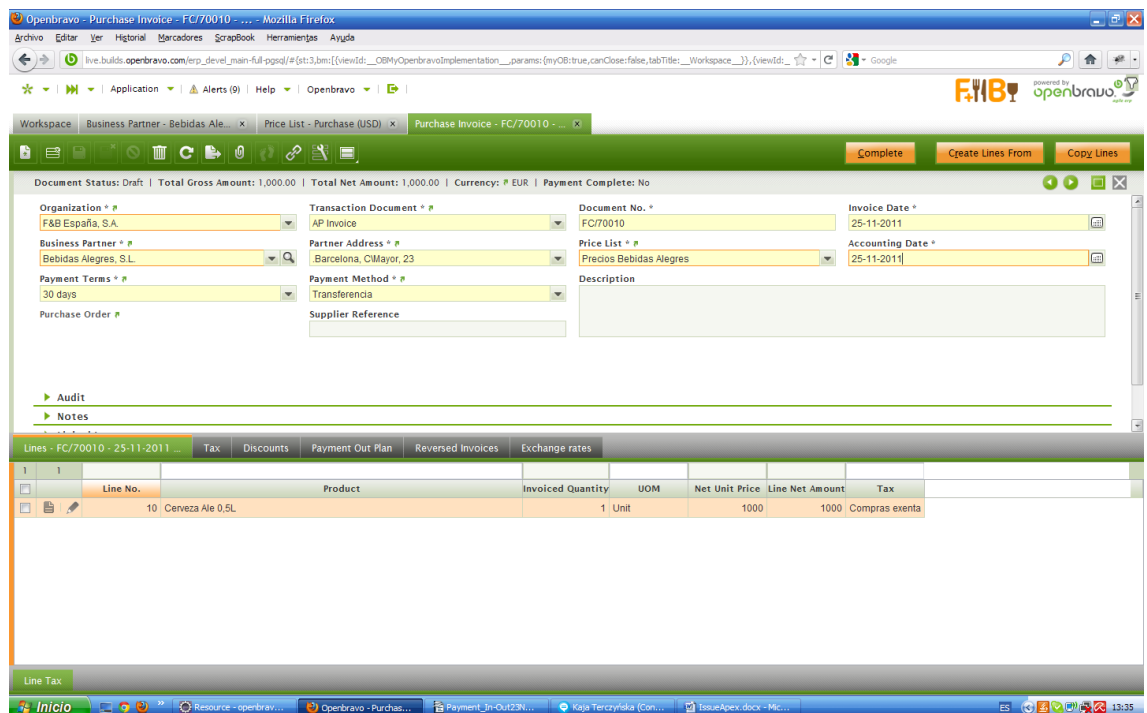 Openbravo - Purchase Invoice - FC/70010 - ... - Mozilla Firefox
Archivo Editar Ver Historial Marcadores ScrapBook Herramientas Ayuda
live.builds.openbravo.com/erp_devel_main-full-pgsql/#{st:3,bm:[{viewId:__OBMyOpenbravoImplementation__,params:{myOB:true,canClose:false,tabTitle:__Workspace__}},{viewId:_ Google
Application Alerts (9) Help Openbravo
F&B powered by openbravo
Workspace Business Partner - Bebidas Ale... x Price List - Purchase (USD) x Purchase Invoice - FC/70010 - ... x
Complete Create Lines From Copy Lines
Document Status: Draft | Total Gross Amount: 1,000.00 | Total Net Amount: 1,000.00 | Currency: EUR | Payment Complete: No
Organization * Transaction Document * Document No. * Invoice Date *
F&B España, S.A. AP Invoice FC/70010 25-11-2011
Business Partner * Partner Address * Price List * Accounting Date *
Bebidas Alegres, S.L. .Barcelona, C\Mayor, 23 Precios Bebidas Alegres 25-11-2011
Payment Terms * Payment Method * Description
30 days Transferencia
Purchase Order Supplier Reference
Audit
Notes
Lines - FC/70010 - 25-11-2011 ... Tax Discounts Payment Out Plan Reversed Invoices Exchange rates
1 1
Line No. Product Invoiced Quantity UOM Net Unit Price Line Net Amount Tax
10 Cerveza Ale 0,5L 1 Unit 1000 1000 Compras exenta
Line Tax
Inicio » Resource - openbrav... Openbravo - Purchas... Payment_In-Out23N... Kaja Terczyńska (Con... IssueApex.docx - Mic... ES 13:35